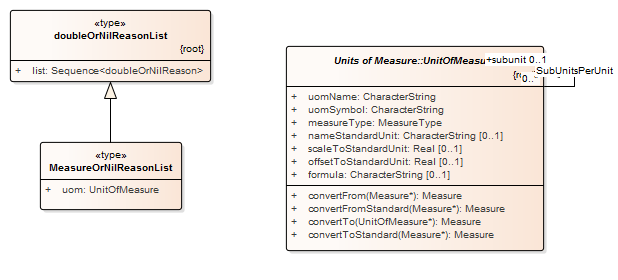 «type»
doubleOrNilReasonList
{root}
+ list: Sequence<doubleOrNilReason>
«type»
MeasureOrNilReasonList
+ uom: UnitOfMeasure
Units of Measure::UnitOfMeasu
+subunit 0..1
+SubUnitsPerUnit
0..
+ uomName: CharacterString
+ uomSymbol: CharacterString
+ measureType: MeasureType
+ nameStandardUnit: CharacterString [0..1]
+ scaleToStandardUnit: Real [0..1]
+ offsetToStandardUnit: Real [0..1]
+ formula: CharacterString [0..1]
+ convertFrom(Measure*): Measure
+ convertFromStandard(Measure*): Measure
+ convertTo(UnitOfMeasure*): Measure
+ convertToStandard(Measure*): Measure